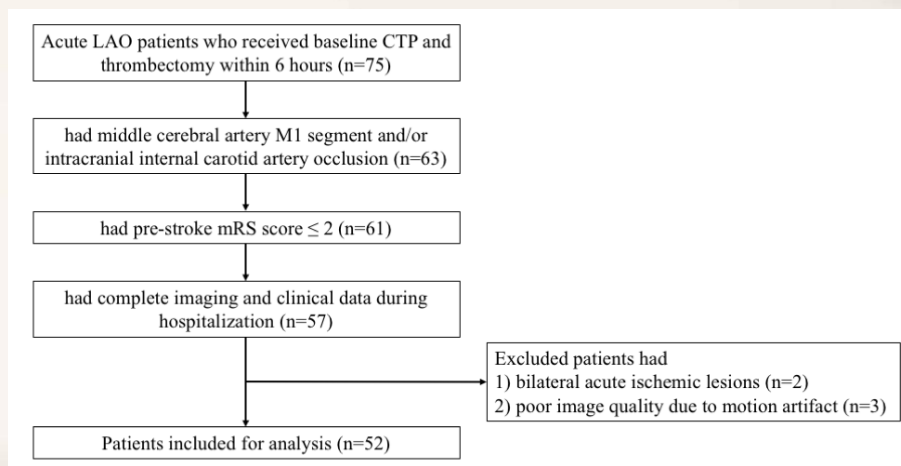 Acute LAO patients who received baseline CTP and
thrombectomy within 6 hours (n=75)
had middle cerebral artery M1 segment and/or
intracranial internal carotid artery occlusion (n=63)
had pre-stroke mRS score ≤ 2 (n=61)
had complete imaging and clinical data during
hospitalization (n=57)
Excluded patients had
1) bilateral acute ischemic lesions (n=2)
2) poor image quality due to motion artifact (n=3)
Patients included for analysis (n=52)